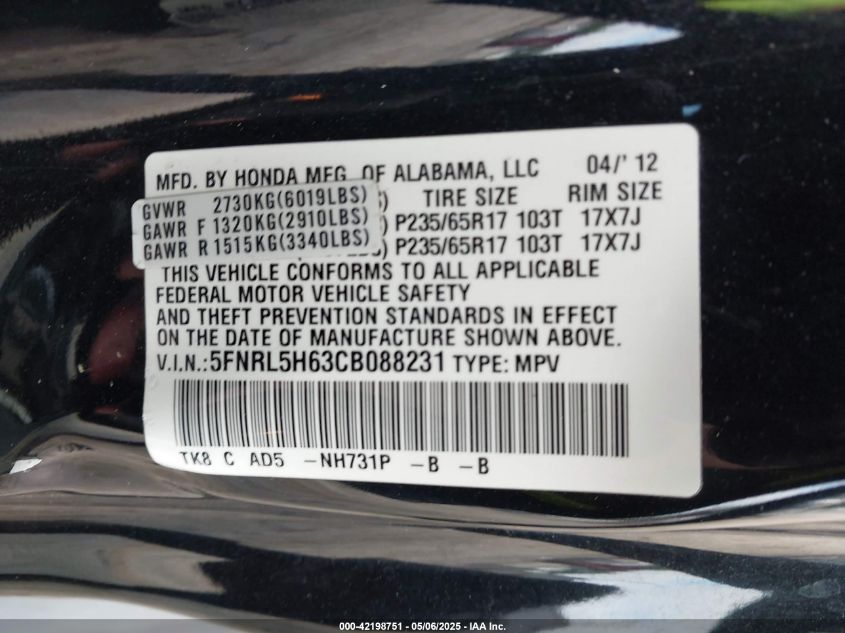 MFD. BY HONDA MFG. OF ALABAMA, LLC 04/'12
TIRE SIZE RIM SIZE
GVWR 2730KG(6019LBS)
GAWR F 1320KG(2910LBS) ) P235/65R17 103T 17X7J
GAWR R 1515KG(3340LBS) ) P235/65R17 103T 17X7J
THIS VEHICLE CONFORMS TO ALL APPLICABLE
FEDERAL MOTOR VEHICLE SAFETY
AND THEFT PREVENTION STANDARDS IN EFFECT
ON THE DATE OF MANUFACTURE SHOWN ABOVE.
V.I.N.:5FNRL5H63CB088231 TYPE: MPV
TK8 C AD5 -NH731P -B -B
000-42198751 - 05/06/2025 - IAA Inc.